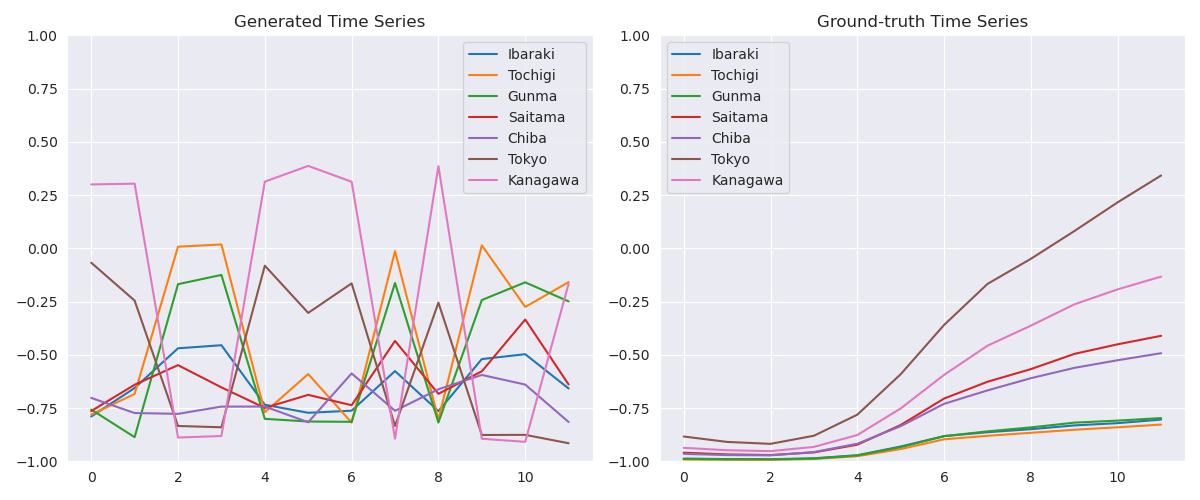 Generated Time Series
1.00
0.75
0.50
0.25
0.00
−0.25
−0.50
−0.75
−1.00
0 2 4 6 8 10
Ibaraki
Tochigi
Gunma
Saitama
Chiba
Tokyo
Kanagawa
Ground-truth Time Series
1.00
0.75
0.50
0.25
0.00
−0.25
−0.50
−0.75
−1.00
0 2 4 6 8 10
Ibaraki
Tochigi
Gunma
Saitama
Chiba
Tokyo
Kanagawa